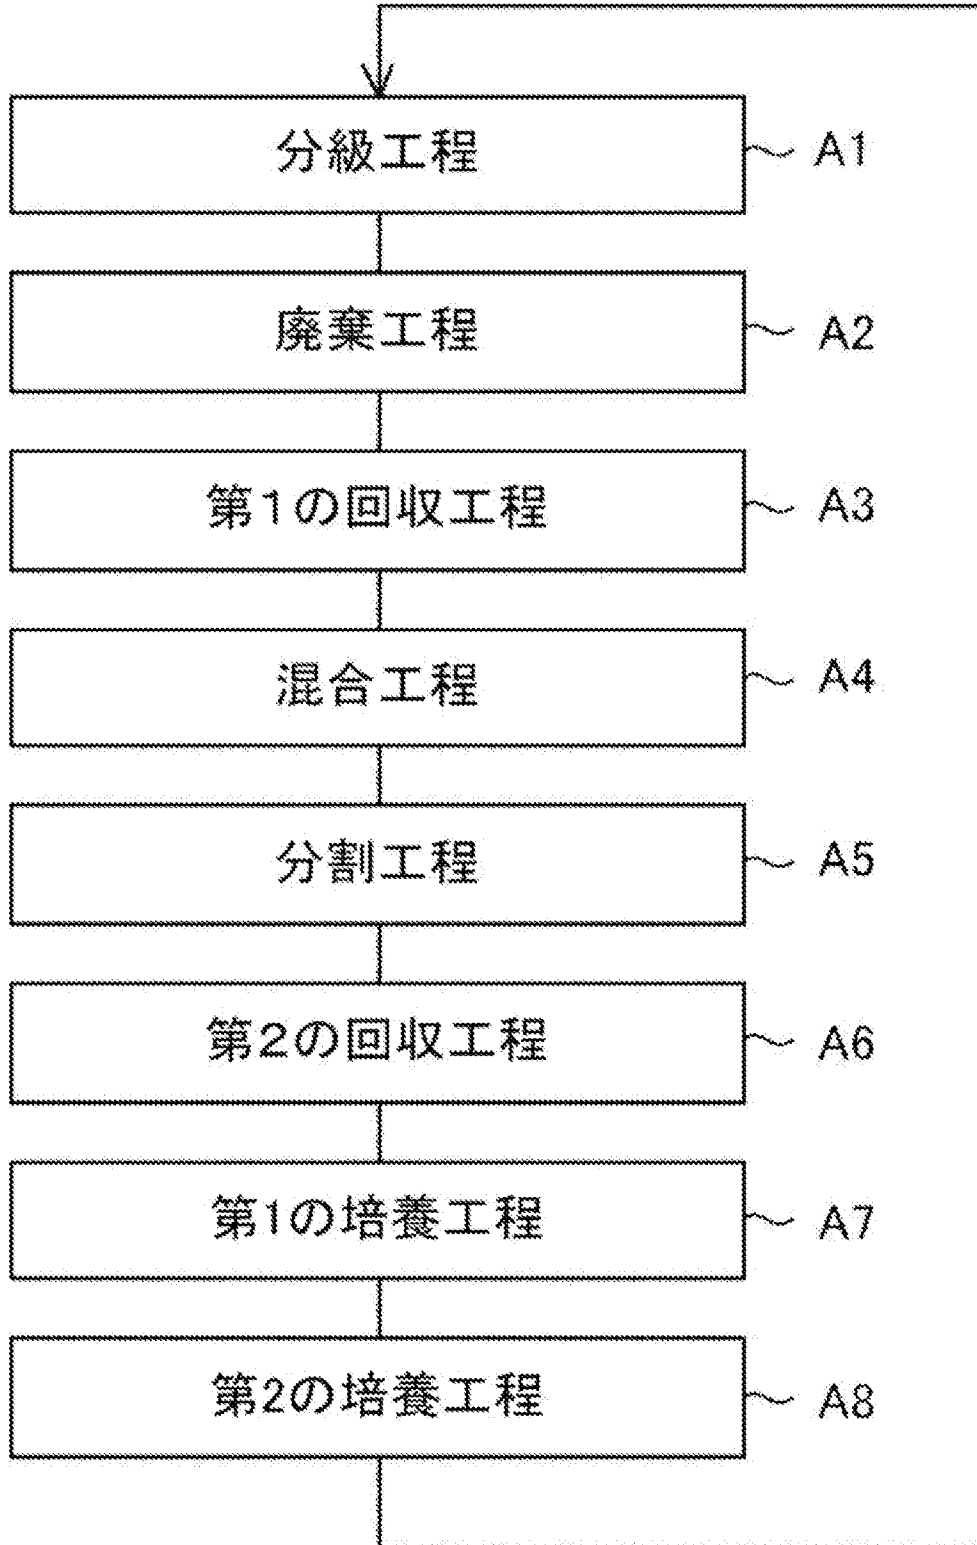 分級工程 A1
廃棄工程 A2
第1の回収工程 A3
混合工程 A4
分割工程 A5
第2の回収工程 A6
第1の培養工程 A7
第2の培養工程 A8